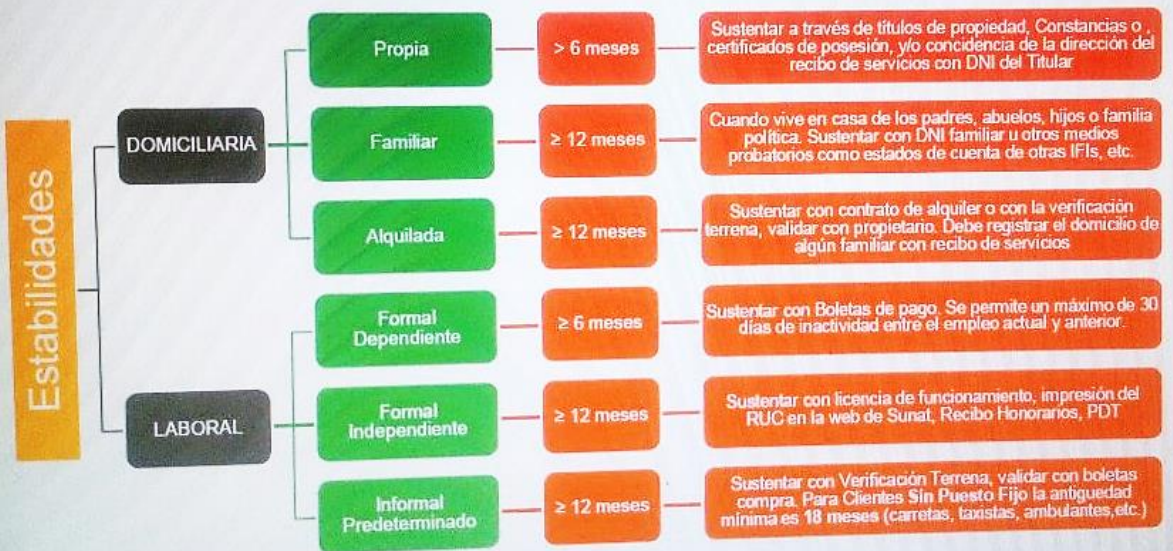 Estabilidades
DOMICILIARIA
Propia
> 6 meses
Sustentar a través de títulos de propiedad, Constancias o ,
certificados de posesión, y/o concidencia de la dirección del
recibo de servicios con DNI del Titular
Familiar
≥ 12 meses
Cuando vive en casa de los padres, abuelos, hijos o familia
política. Sustentar con DNI familiar u otros medios
probatorios como estados de cuenta de otras IFIs, etc.
Alquilada
≥ 12 meses
Sustentar con contrato de alquiler o con la verificación
terrena, validar con propietario. Debe registrar el domicilio de
algún familiar con recibo de servicios
LABORAL
Formal
Dependiente
≥ 6 meses
Sustentar con Boletas de pago. Se permite un máximo de 30
días de inactividad entre el empleo actual y anterior.
Formal
Independiente
≥ 12 meses
Sustentar con licencia de funcionamiento, impresión del
RUC en la web de Sunat, Recibo Honorarios, PDT
Informal
Predeterminado
≥ 12 meses
Sustentar con Verificación Terrena, validar con boletas
compra. Para Clientes Sin Puesto Fijo la antiguedad
mínima es 18 meses (carretas, taxistas, ambulantes,etc.)